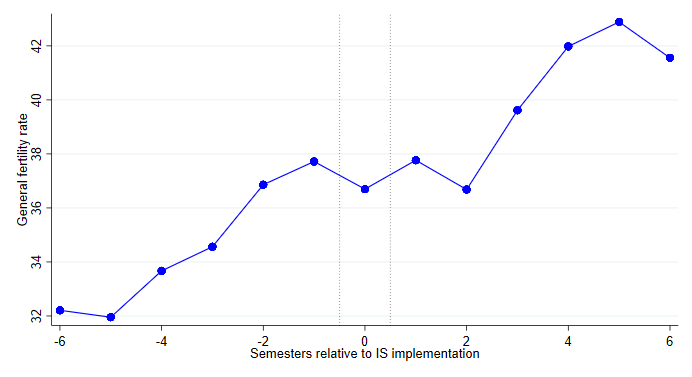 General fertility rate
42
40
38
36
34
32
-6 -4 -2 0 2 4 6
Semesters relative to IS implementation